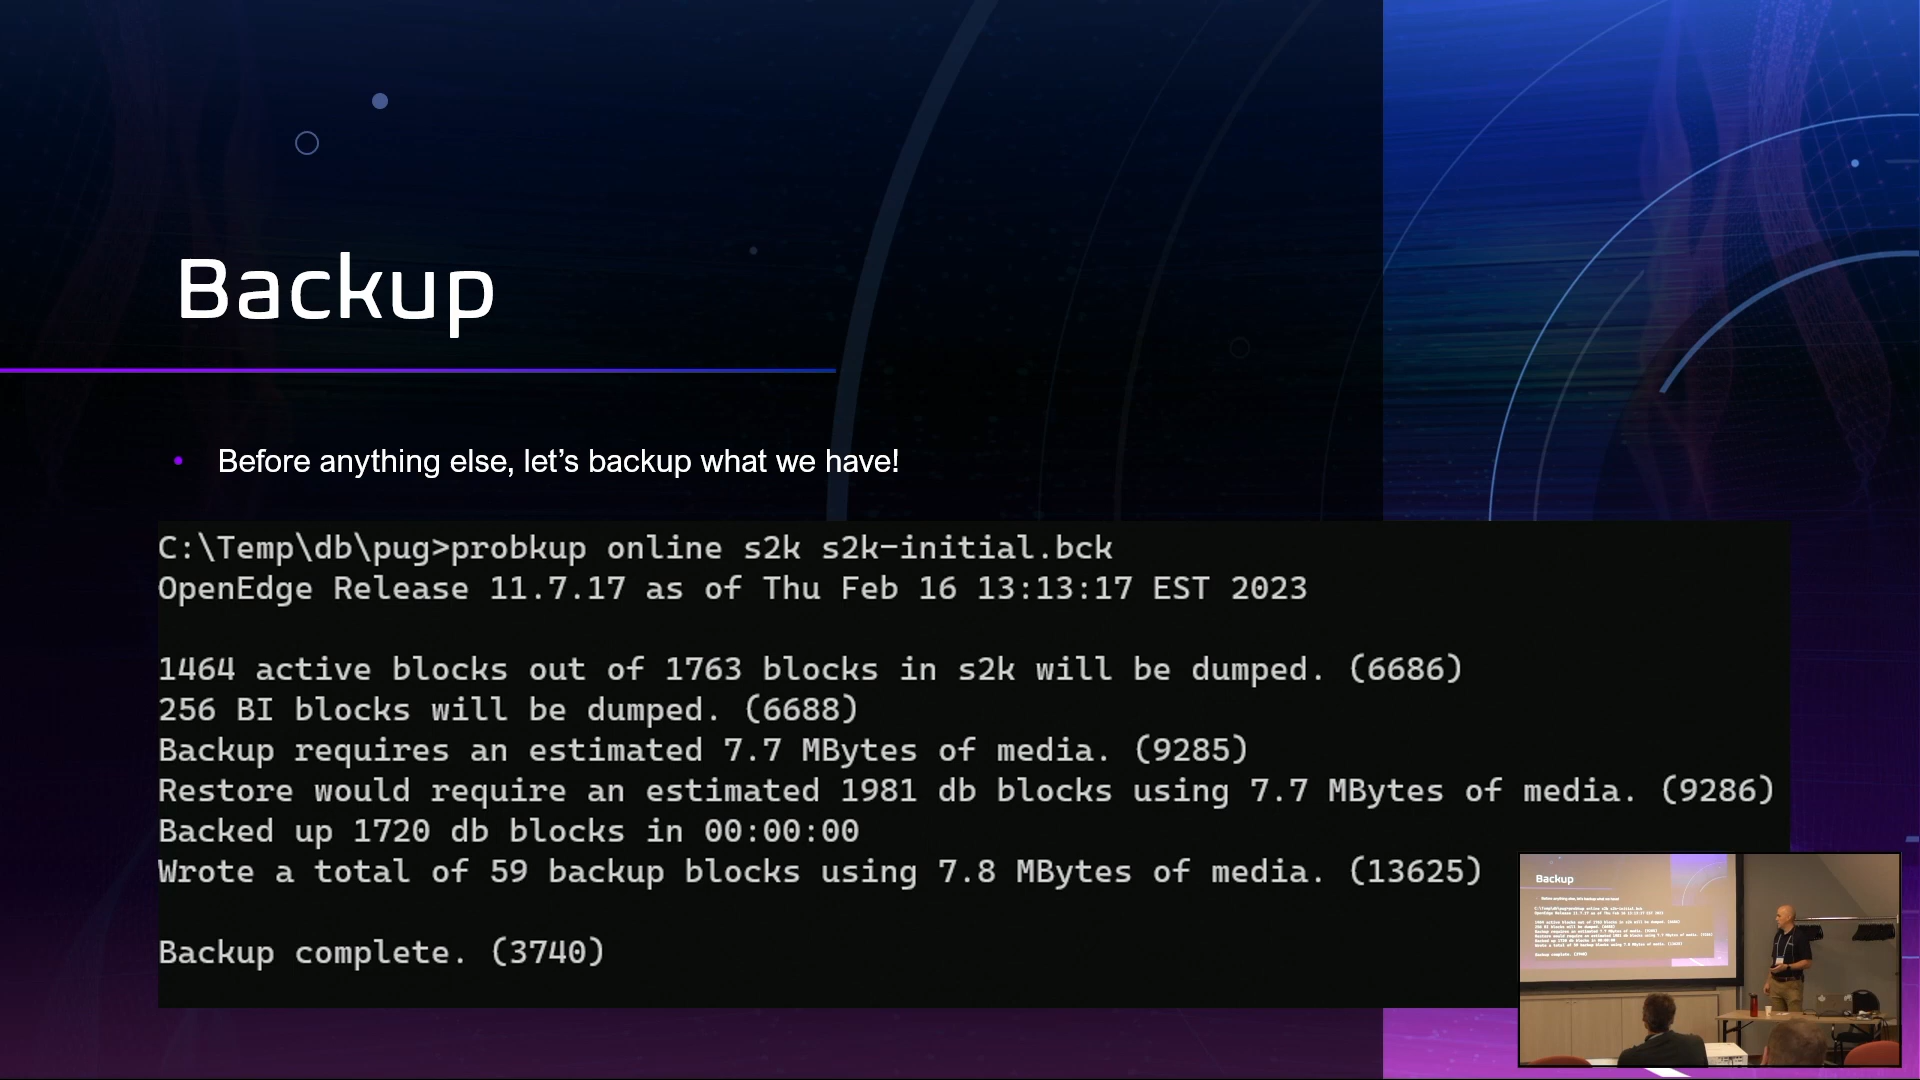 Backup
• Before anything else, let’s backup what we have!
C:\Temp\db\pug>probkup online s2k s2k-initial.bck
OpenEdge Release 11.7.17 as of Thu Feb 16 13:13:17 EST 2023
1464 active blocks out of 1763 blocks in s2k will be dumped. (6686)
256 BI blocks will be dumped. (6688)
Backup requires an estimated 7.7 MBytes of media. (9285)
Restore would require an estimated 1981 db blocks using 7.7 MBytes of media. (9286)
Backed up 1720 db blocks in 00:00:00
Wrote a total of 59 backup blocks using 7.8 MBytes of media. (13625)
Backup complete. (3740)
Backup